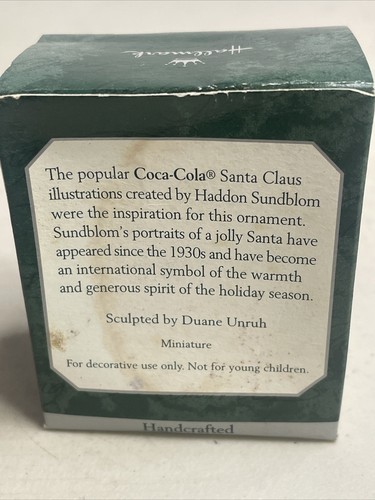 Hallmark
The popular Coca-Cola® Santa Claus
illustrations created by Haddon Sundblom
were the inspiration for this ornament.
Sundblom's portraits of a jolly Santa have
appeared since the 1930s and have become
an international symbol of the warmth
and generous spirit of the holiday season.
Sculpted by Duane Unruh
Miniature
For decorative use only. Not for young children.
Handcrafted